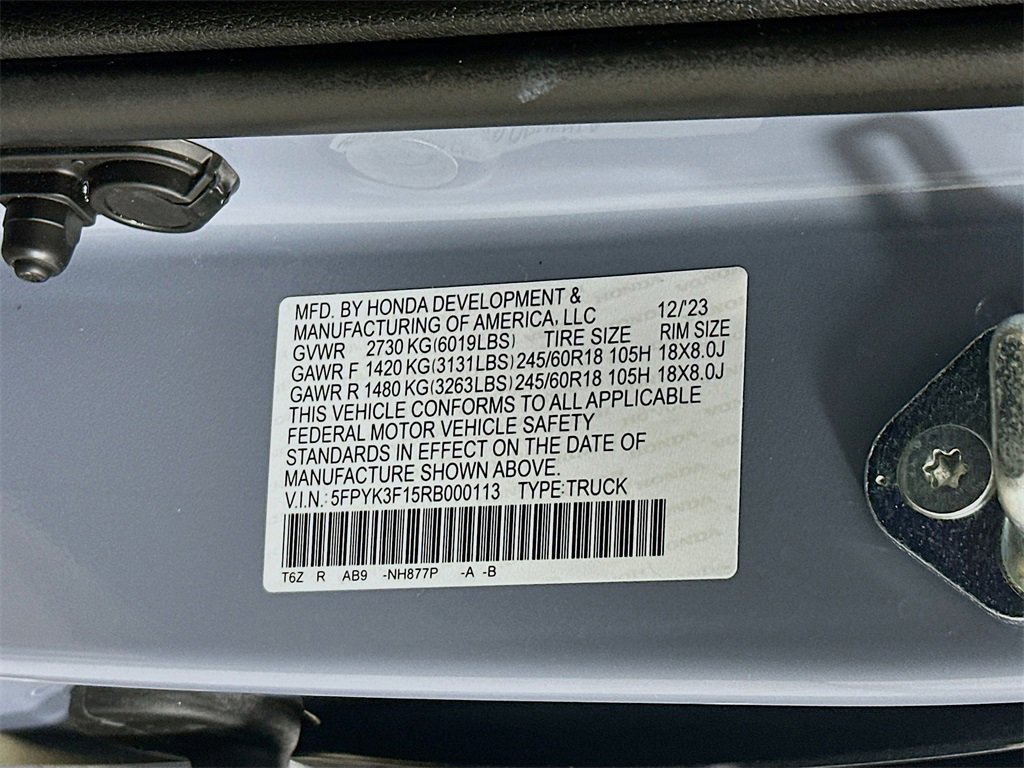 MFD. BY HONDA DEVELOPMENT &
MANUFACTURING OF AMERICA, LLC 12/'23
GVWR 2730 KG(6019LBS) TIRE SIZE RIM SIZE
GAWR F 1420 KG(3131LBS) 245/60R18 105H 18X8.0J
GAWR R 1480 KG(3263LBS) 245/60R18 105H 18X8.0J
THIS VEHICLE CONFORMS TO ALL APPLICABLE
FEDERAL MOTOR VEHICLE SAFETY
STANDARDS IN EFFECT ON THE DATE OF
MANUFACTURE SHOWN ABOVE.
V.I.N.: 5FPYK3F15RB000113 TYPE:TRUCK
T6Z R AB9 -NH877P -A -B